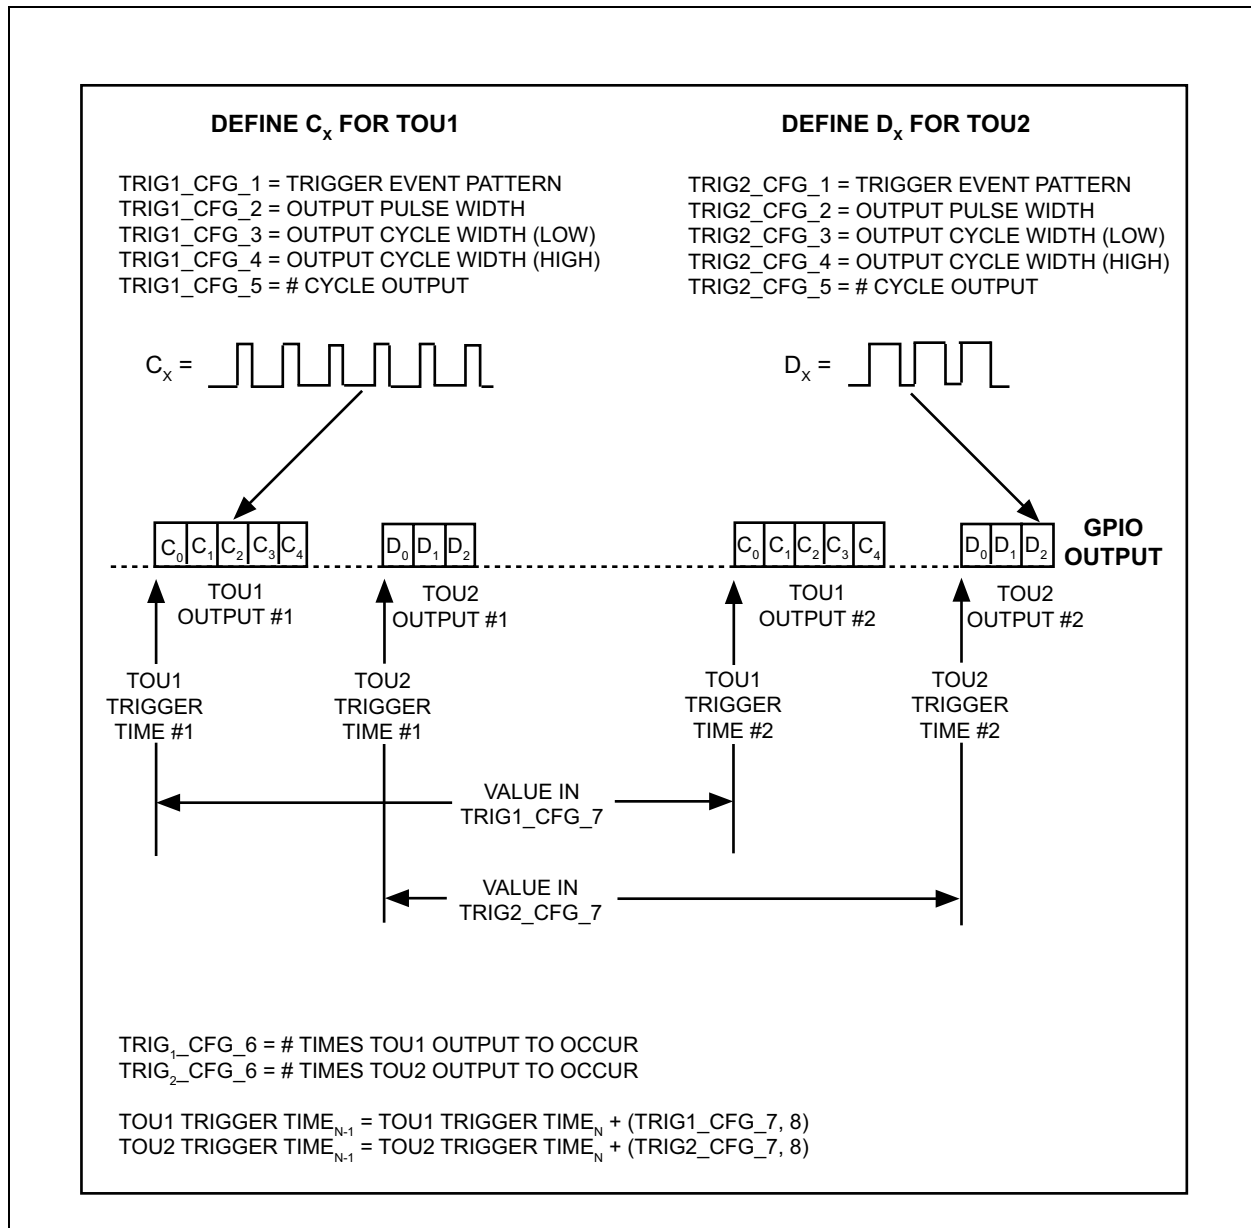 DEFINE Cₓ FOR TOU1
TRIG1_CFG_1 = TRIGGER EVENT PATTERN
TRIG1_CFG_2 = OUTPUT PULSE WIDTH
TRIG1_CFG_3 = OUTPUT CYCLE WIDTH (LOW)
TRIG1_CFG_4 = OUTPUT CYCLE WIDTH (HIGH)
TRIG1_CFG_5 = # CYCLE OUTPUT
DEFINE Dₓ FOR TOU2
TRIG2_CFG_1 = TRIGGER EVENT PATTERN
TRIG2_CFG_2 = OUTPUT PULSE WIDTH
TRIG2_CFG_3 = OUTPUT CYCLE WIDTH (LOW)
TRIG2_CFG_4 = OUTPUT CYCLE WIDTH (HIGH)
TRIG2_CFG_5 = # CYCLE OUTPUT
Cₓ =
Dₓ =
C₀ C₁ C₂ C₃ C₄
D₀ D₁ D₂
C₀ C₁ C₂ C₃ C₄
D₀ D₁ D₂
GPIO
OUTPUT
TOU1
OUTPUT #1
TOU2
OUTPUT #1
TOU1
OUTPUT #2
TOU2
OUTPUT #2
TOU1
TRIGGER
TIME #1
TOU2
TRIGGER
TIME #1
TOU1
TRIGGER
TIME #2
TOU2
TRIGGER
TIME #2
VALUE IN
TRIG1_CFG_7
VALUE IN
TRIG2_CFG_7
TRIG₁_CFG_6 = # TIMES TOU1 OUTPUT TO OCCUR
TRIG₂_CFG_6 = # TIMES TOU2 OUTPUT TO OCCUR
TOU1 TRIGGER TIME_N-1 = TOU1 TRIGGER TIME_N + (TRIG1_CFG_7, 8)
TOU2 TRIGGER TIME_N-1 = TOU2 TRIGGER TIME_N + (TRIG2_CFG_7, 8)